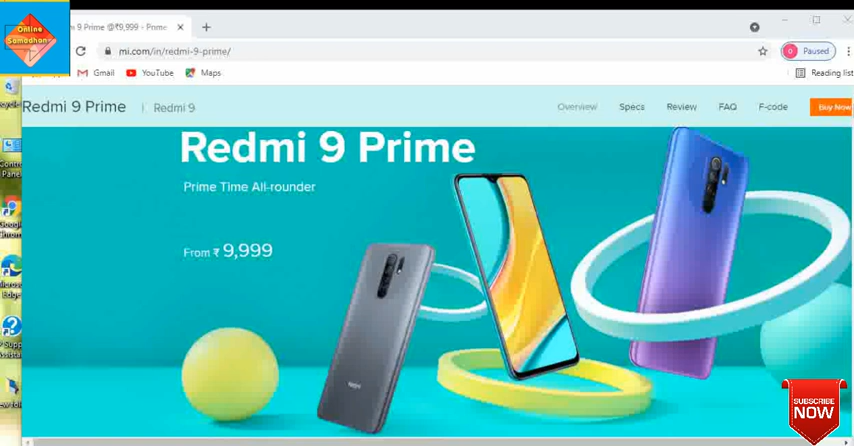 Online
Samadhan
9 Prime @₹9,999 - Prime
Paused
mi.com/in/redmi-9-prime/
Gmail
YouTube
Maps
Reading list
Redmi 9 Prime | Redmi 9
Overview
Specs
Review
FAQ
F-code
Buy Now
Redmi 9 Prime
Prime Time All-rounder
From ₹ 9,999
Redmi
SUBSCRIBE
NOW